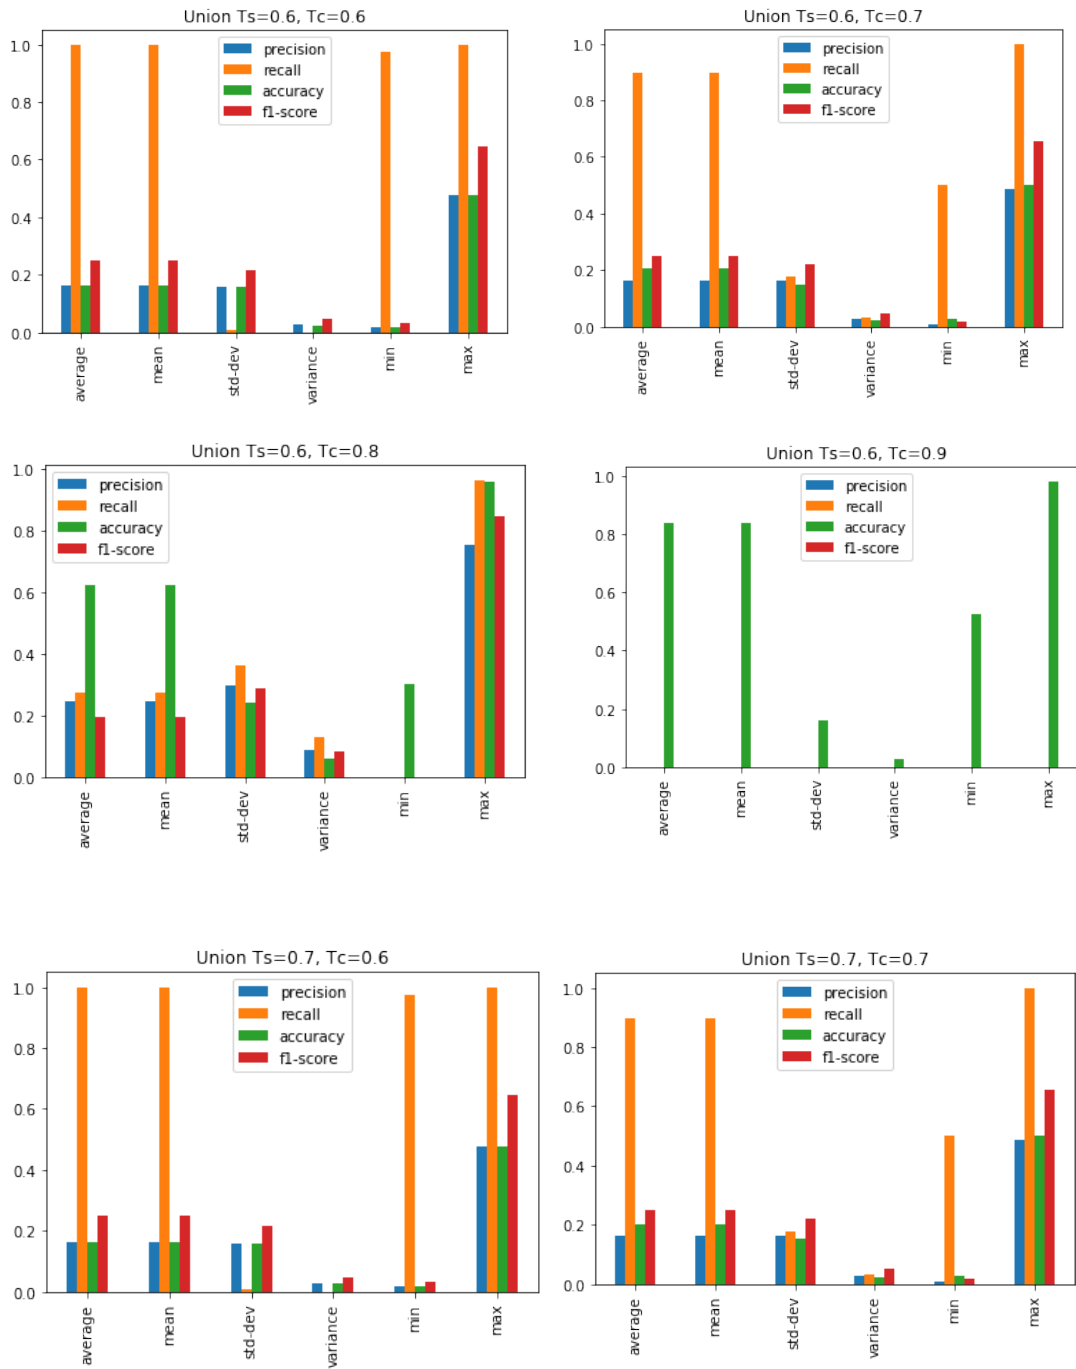 Union Ts=0.6, Tc=0.6
1.0
0.8
0.6
0.4
0.2
0.0
precision
recall
accuracy
f1-score
average
mean
std-dev
variance
min
max
Union Ts=0.6, Tc=0.7
1.0
0.8
0.6
0.4
0.2
0.0
precision
recall
accuracy
f1-score
average
mean
std-dev
variance
min
max
Union Ts=0.6, Tc=0.8
1.0
0.8
0.6
0.4
0.2
0.0
precision
recall
accuracy
f1-score
average
mean
std-dev
variance
min
max
Union Ts=0.6, Tc=0.9
1.0
0.8
0.6
0.4
0.2
0.0
precision
recall
accuracy
f1-score
average
mean
std-dev
variance
min
max
Union Ts=0.7, Tc=0.6
1.0
0.8
0.6
0.4
0.2
0.0
precision
recall
accuracy
f1-score
average
mean
std-dev
variance
min
max
Union Ts=0.7, Tc=0.7
1.0
0.8
0.6
0.4
0.2
0.0
precision
recall
accuracy
f1-score
average
mean
std-dev
variance
min
max